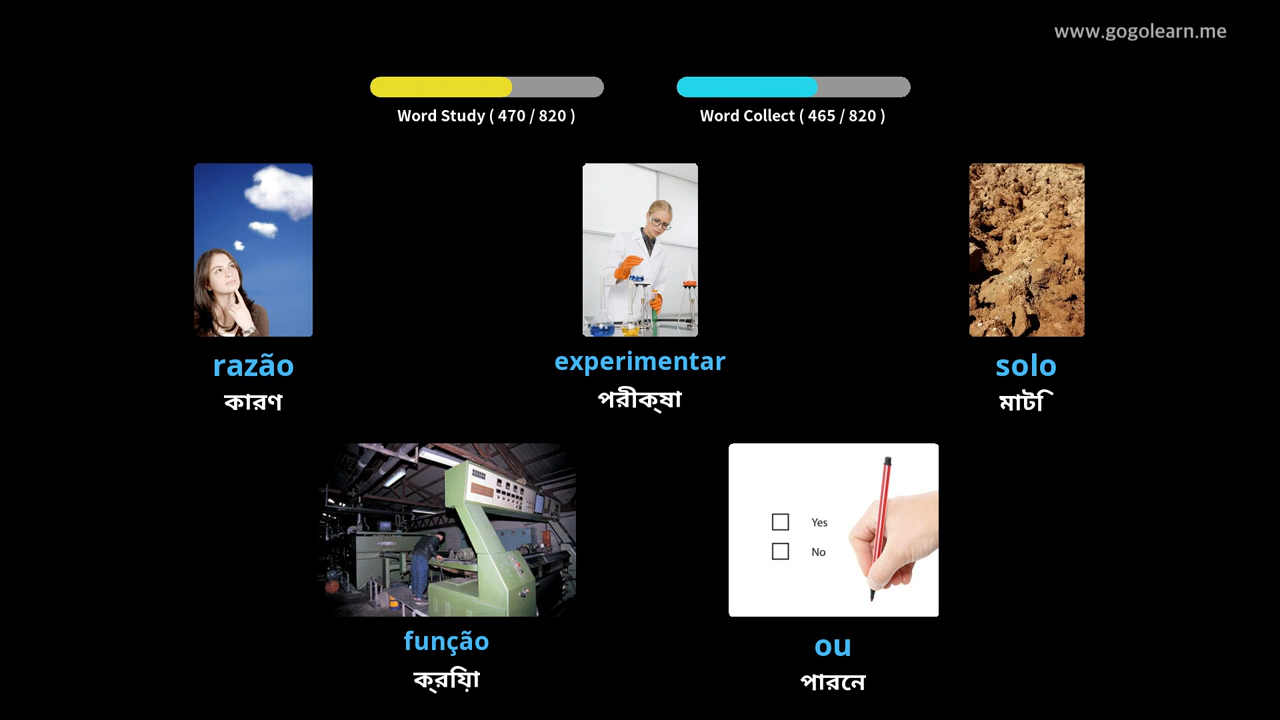 www.gogolearn.me
Word Study ( 470 / 820 )
Word Collect ( 465 / 820 )
razão
কারণ
experimentar
পরীক্ষা
solo
মাটি
função
ক্রিয়া
Yes
No
ou
পারেন